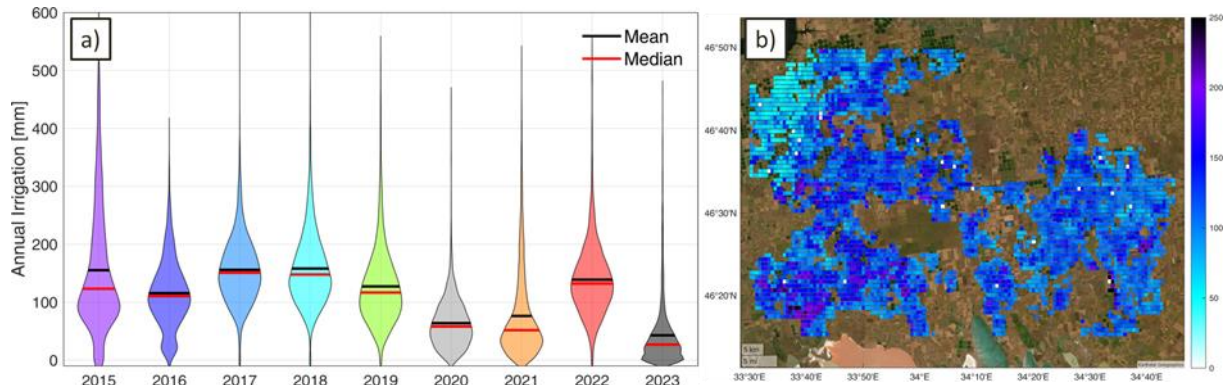 a)
600
500
400
300
200
100
0
Annual Irrigation [mm]
Mean
Median
2015 2016 2017 2018 2019 2020 2021 2022 2023
b)
46°50'N
46°40'N
46°30'N
46°20'N
33°30'E 33°40'E 33°50'E 34°E 34°10'E 34°20'E 34°30'E 34°40'E
5 km
5 mi
Earthstar Geographics
250
200
150
100
50
0